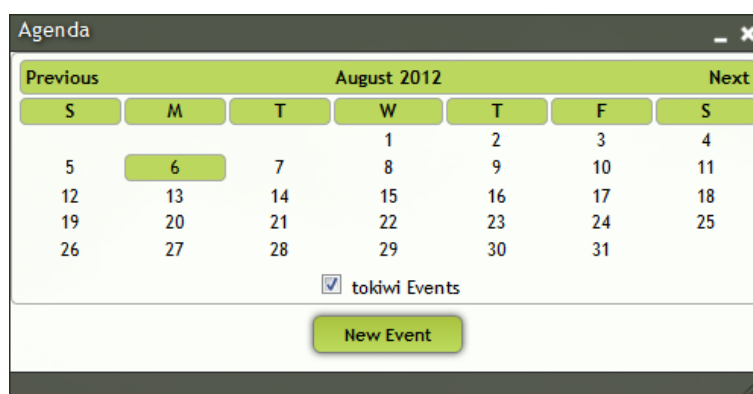 Agenda
Previous August 2012 Next
S M T W T F S
1 2 3 4
5 6 7 8 9 10 11
12 13 14 15 16 17 18
19 20 21 22 23 24 25
26 27 28 29 30 31
tokiwi Events
New Event